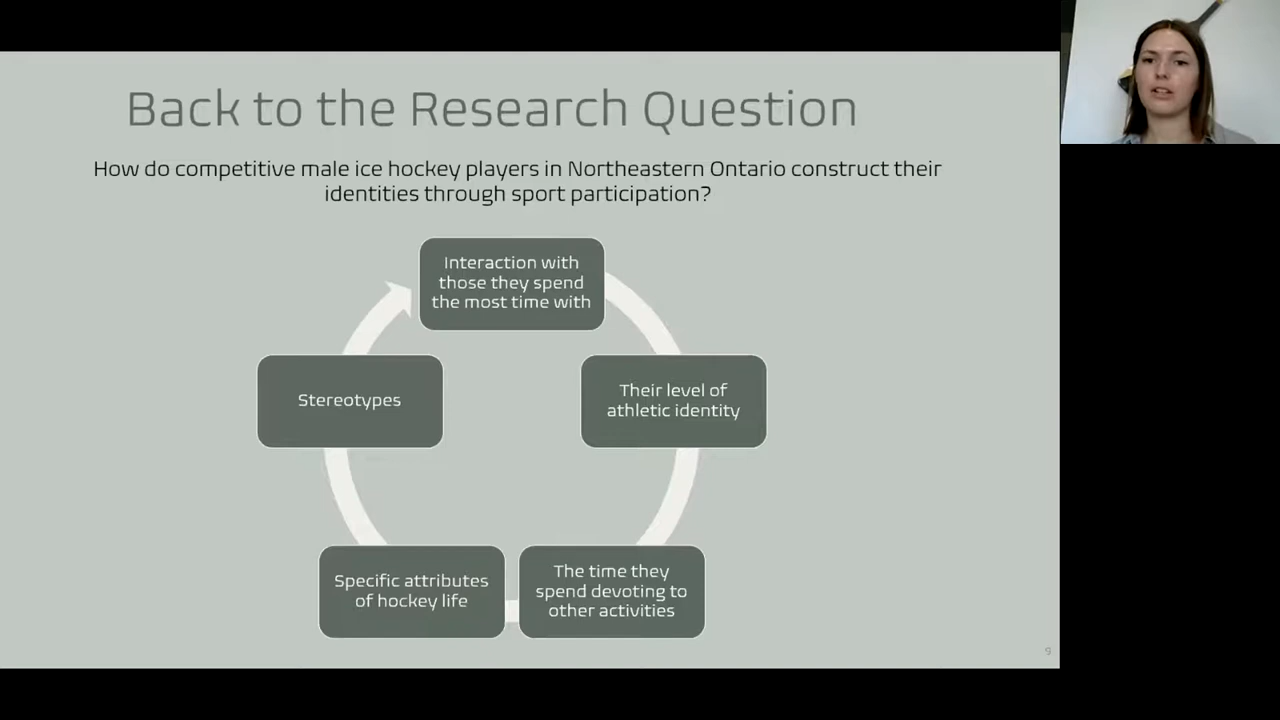 Back to the Research Question
How do competitive male ice hockey players in Northeastern Ontario construct their
identities through sport participation?
Interaction with
those they spend
the most time with
Stereotypes
Their level of
athletic identity
Specific attributes
of hockey life
The time they
spend devoting to
other activities
9